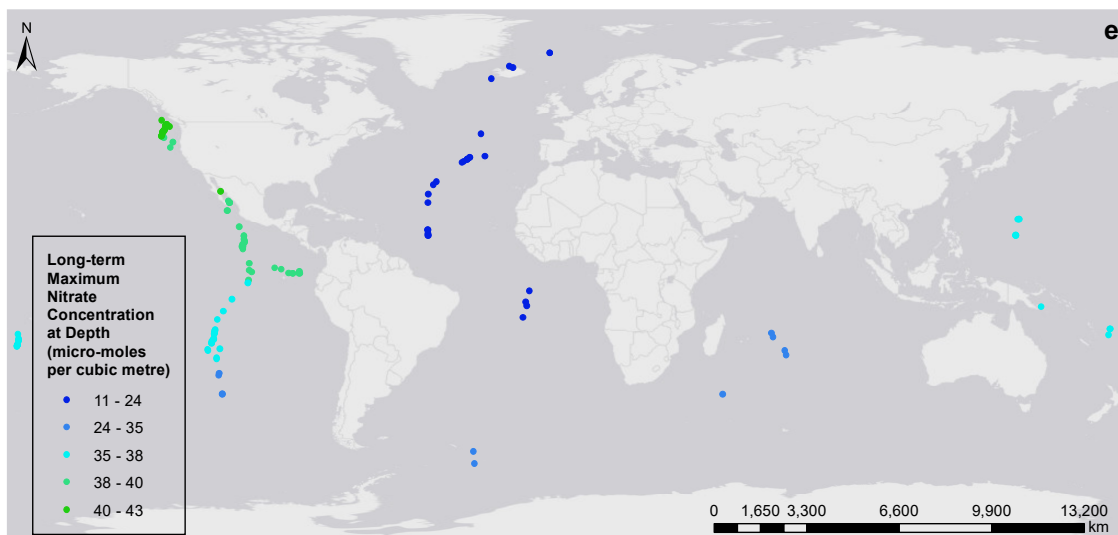 N
e
Long-term
Maximum
Nitrate
Concentration
at Depth
(micro-moles
per cubic metre)
11 - 24
24 - 35
35 - 38
38 - 40
40 - 43
0 1,650 3,300 6,600 9,900 13,200
km